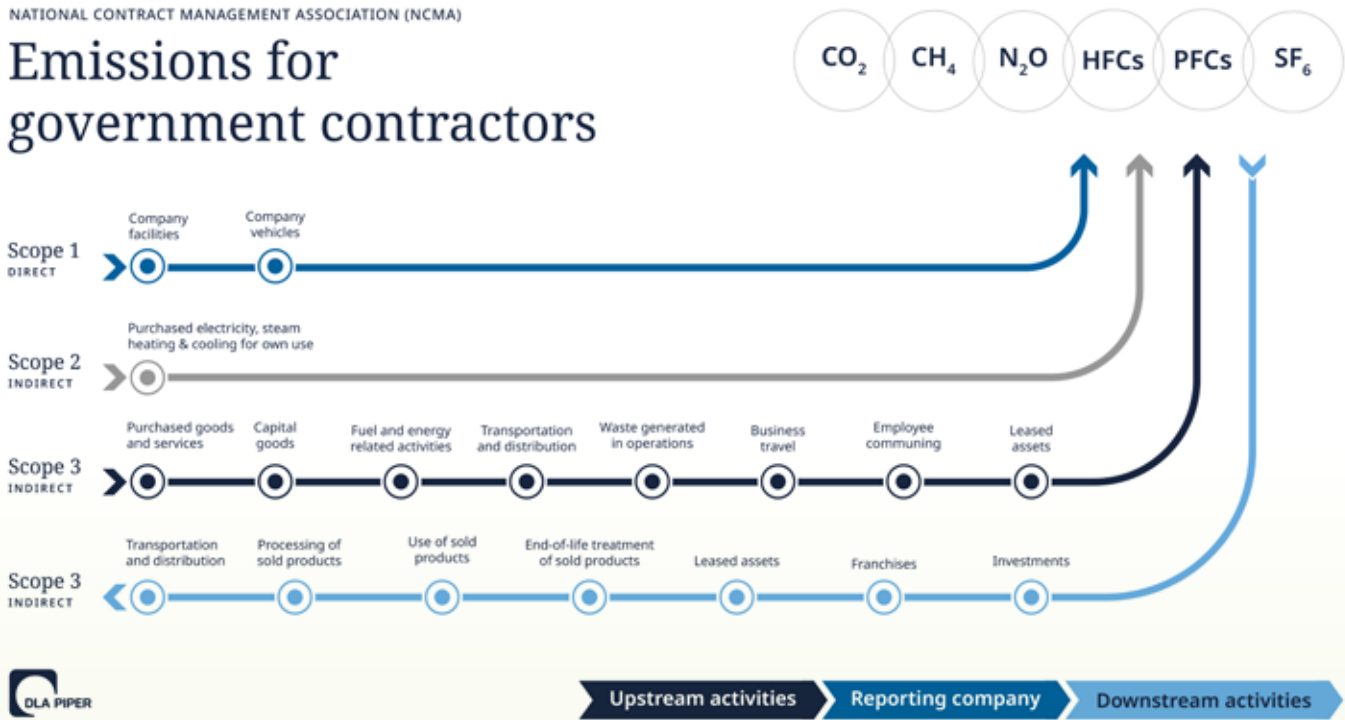 NATIONAL CONTRACT MANAGEMENT ASSOCIATION (NCMA)
Emissions for
government contractors
CO₂ CH₄ N₂O HFCs PFCs SF₆
Scope 1
DIRECT
Company
facilities
Company
vehicles
Scope 2
INDIRECT
Purchased electricity, steam
heating & cooling for own use
Scope 3
INDIRECT
Purchased goods
and services
Capital
goods
Fuel and energy
related activities
Transportation
and distribution
Waste generated
in operations
Business
travel
Employee
communing
Leased
assets
Scope 3
INDIRECT
Transportation
and distribution
Processing of
sold products
Use of sold
products
End-of-life treatment
of sold products
Leased assets
Franchises
Investments
DLA PIPER
Upstream activities
Reporting company
Downstream activities